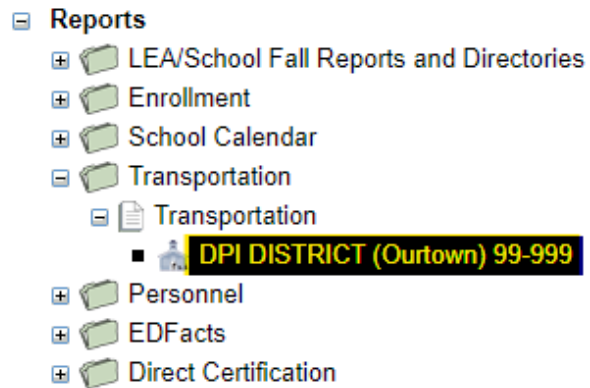 Reports
LEA/School Fall Reports and Directories
Enrollment
School Calendar
Transportation
Transportation
DPI DISTRICT (Ourtown) 99-999
Personnel
EDFacts
Direct Certification